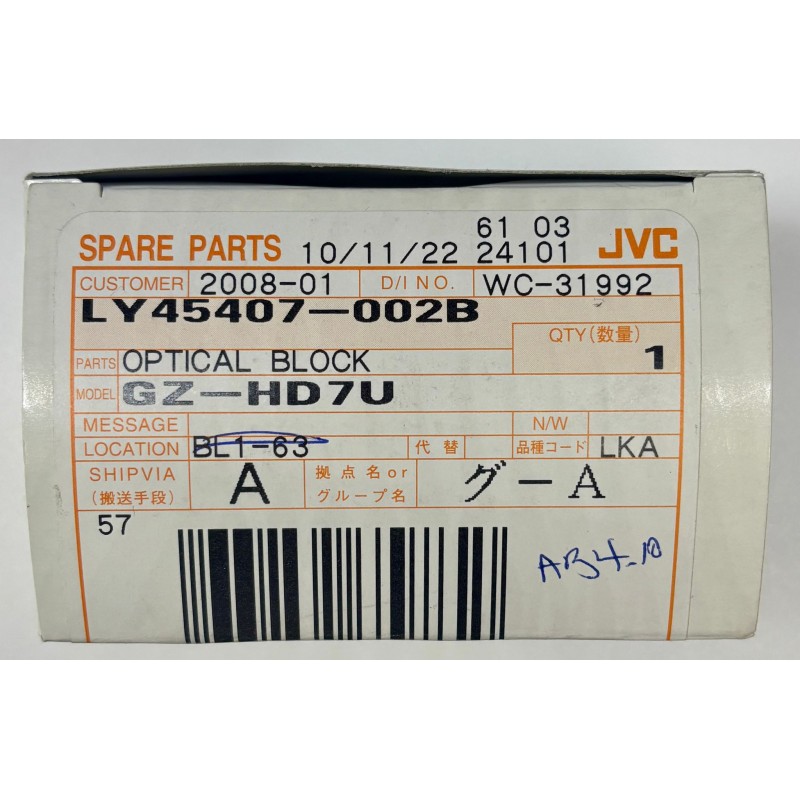 61 03
SPARE PARTS 10/11/22 24101 JVC
CUSTOMER 2008-01 D/I NO. WC-31992
LY45407-002B
QTY(数量)
PARTS OPTICAL BLOCK 1
MODEL GZ-HD7U
MESSAGE N/W
LOCATION BL1-63 代替 品種コード LKA
SHIPVIA 拠点名or
(搬送手段) A グループ名 グ-A
57
AB4-10